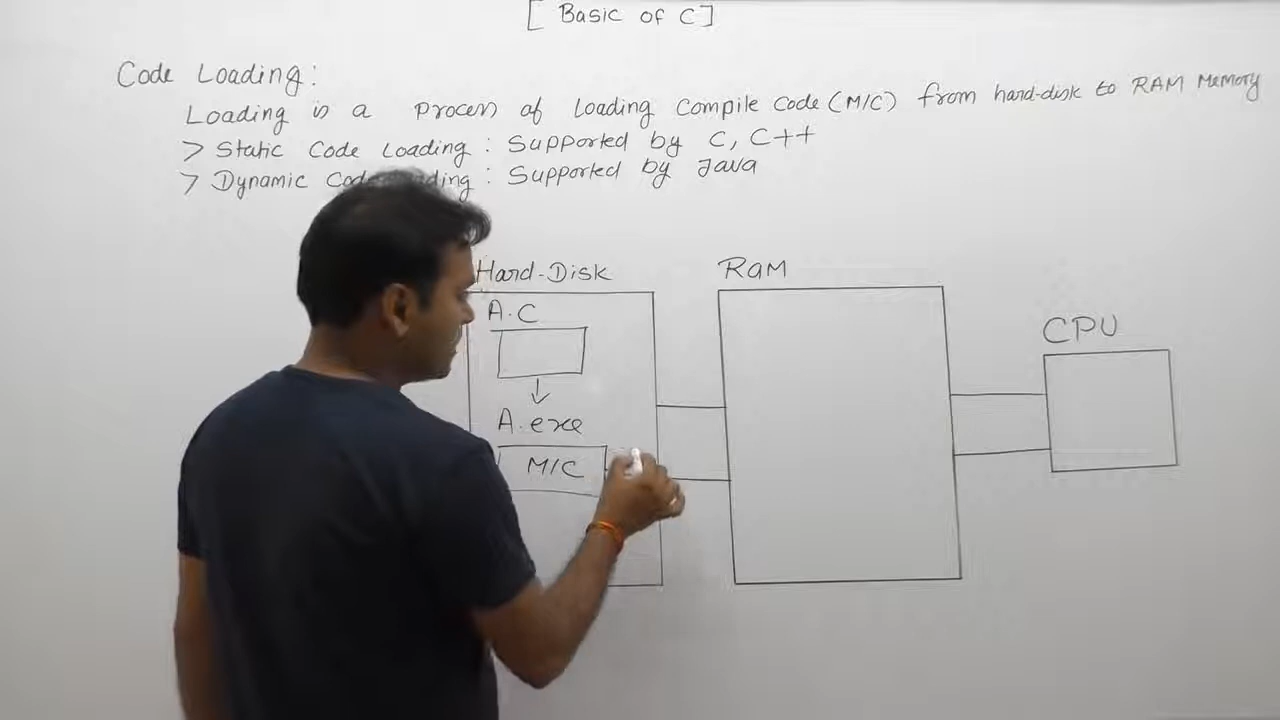 [ Basic of C ]
Code Loading:
Loading is a Process of Loading Compile Code (M/C) from hard-disk to RAM Memory
> Static Code Loading : Supported by C, C++
> Dynamic Code Loading : Supported by Java
Hard-Disk
A.C
A.exe
M/C
Ram
CPU